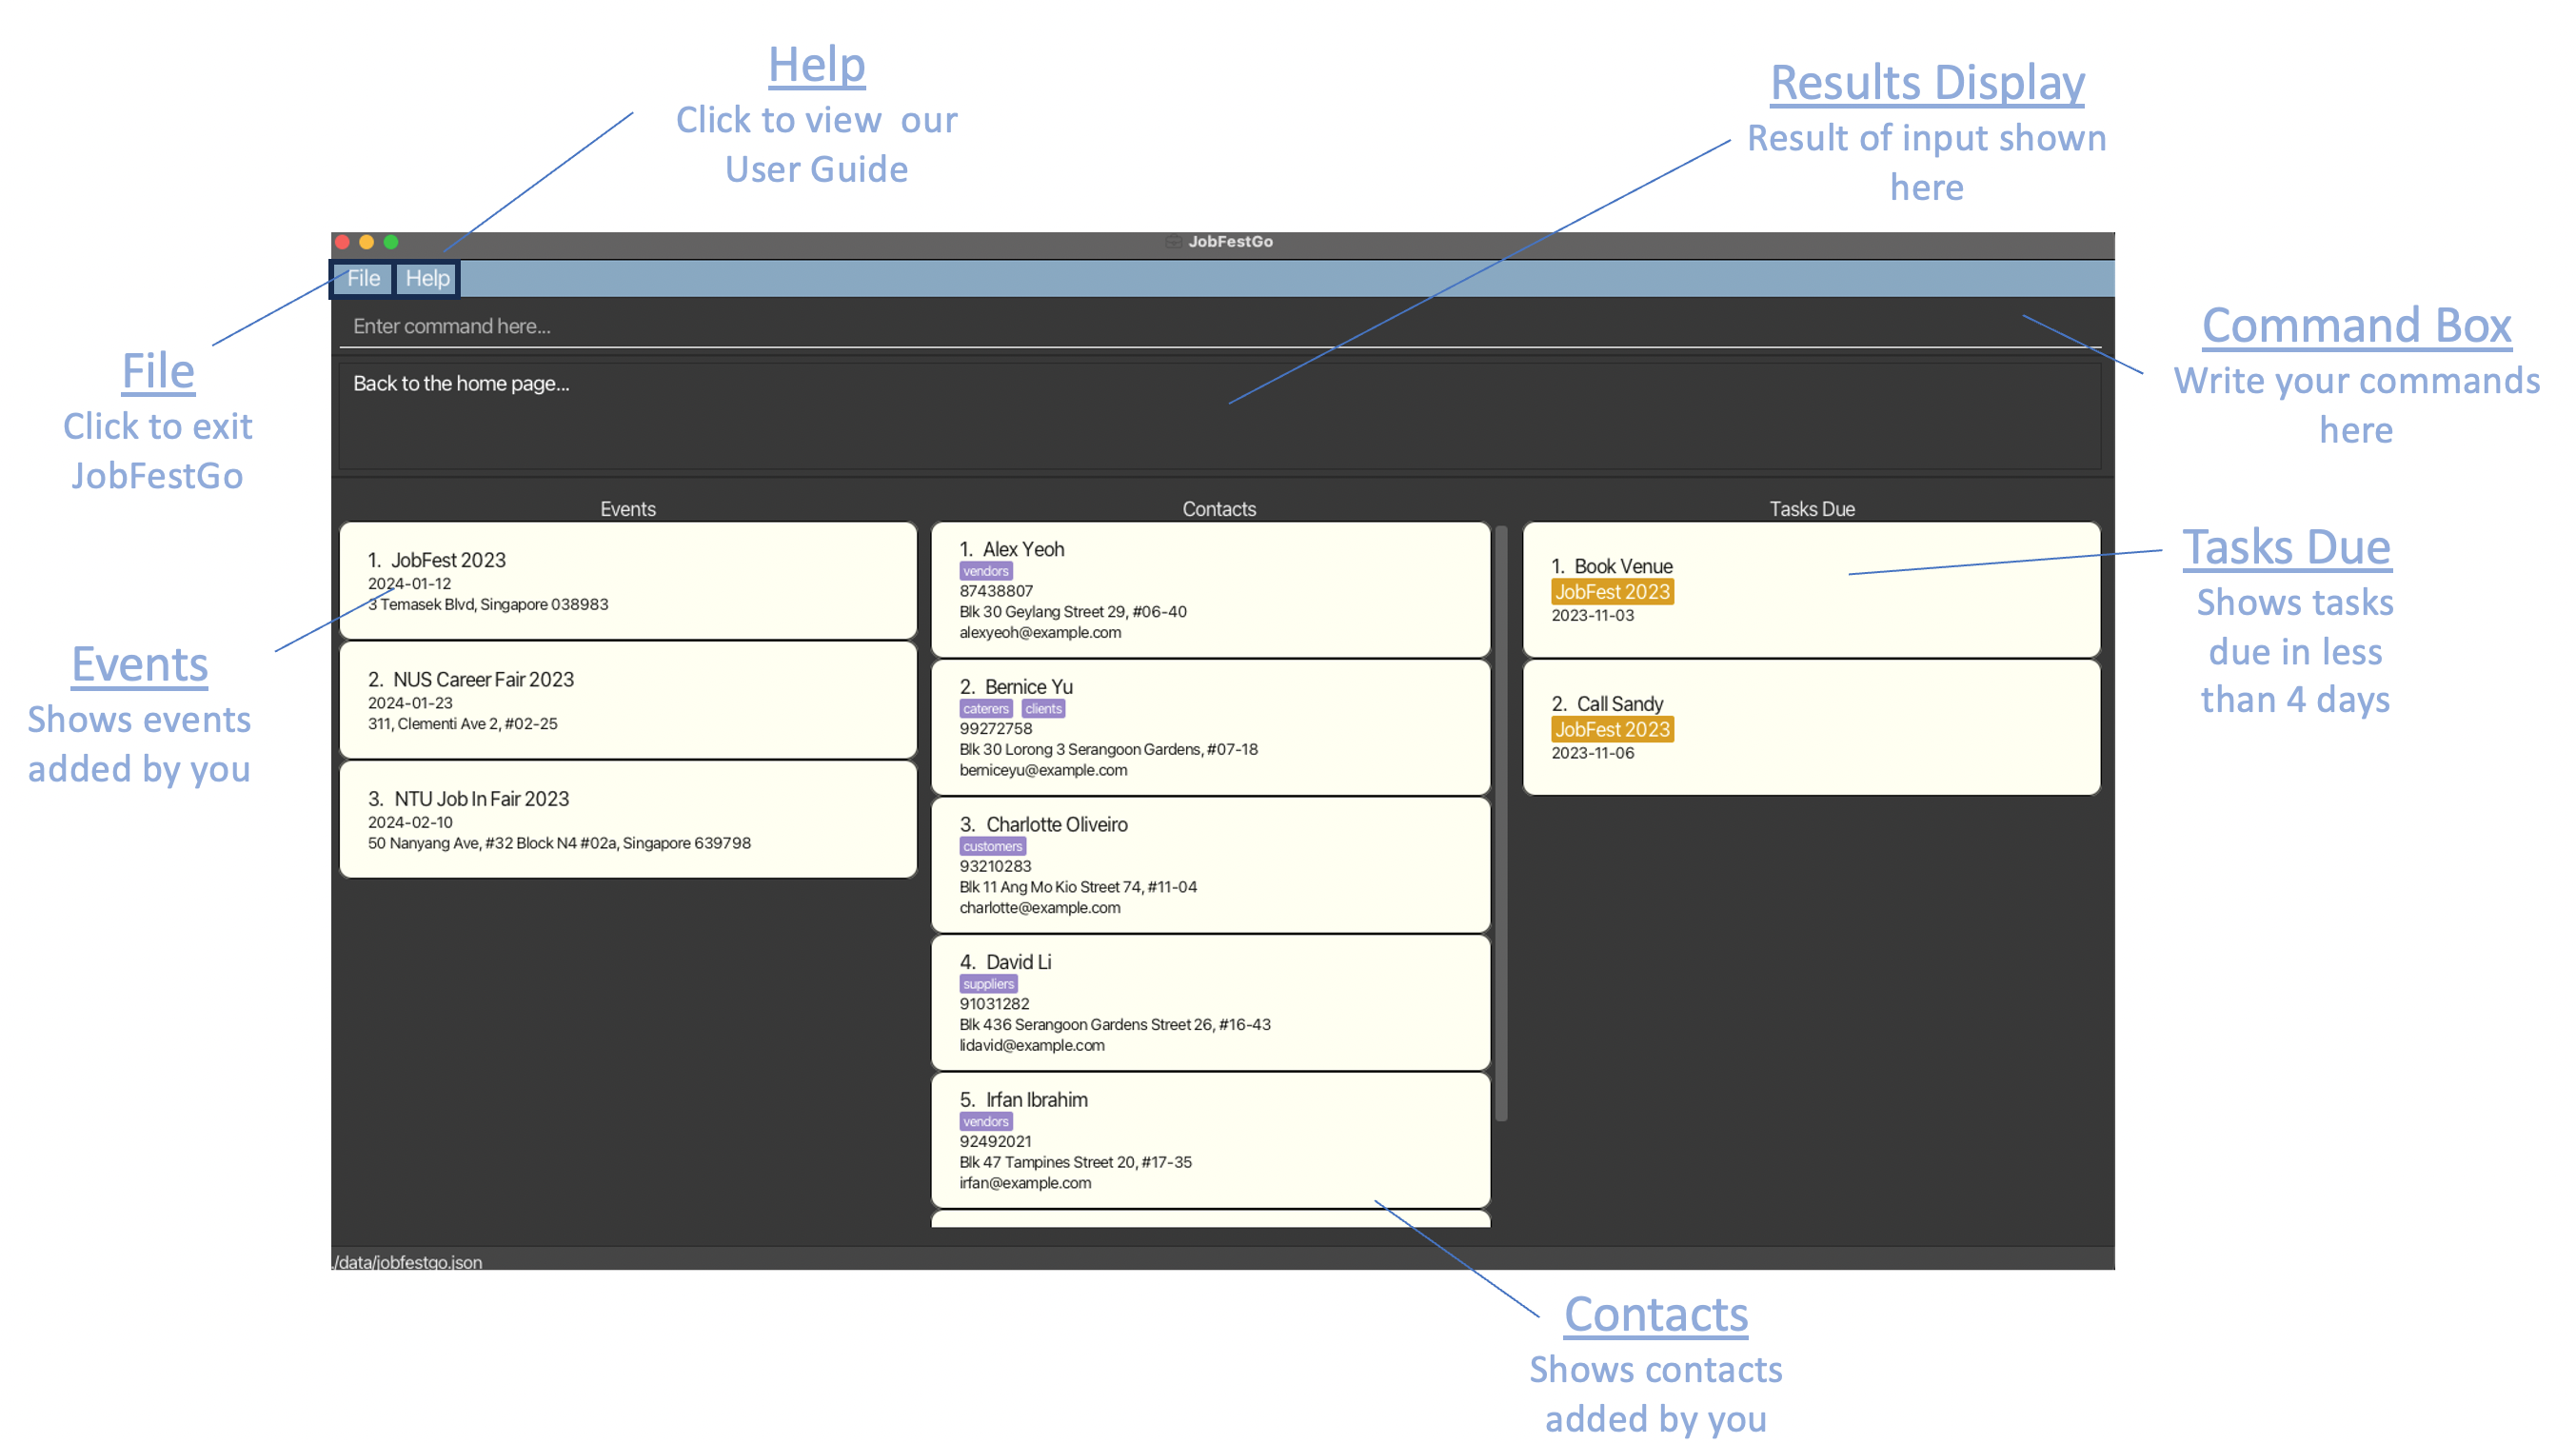 Help
Click to view our
User Guide
Results Display
Result of input shown
here
JobFestGo
File Help
Enter command here...
Command Box
Write your commands
here
File
Click to exit
JobFestGo
Back to the home page...
Events
1. JobFest 2023
2024-01-12
3 Temasek Blvd, Singapore 038983
2. NUS Career Fair 2023
2024-01-23
311, Clementi Ave 2, #02-25
3. NTU Job In Fair 2023
2024-02-10
50 Nanyang Ave, #32 Block N4 #02a, Singapore 639798
Contacts
1. Alex Yeoh
vendors
87438807
Blk 30 Geylang Street 29, #06-40
alexyeoh@example.com
2. Bernice Yu
caterers clients
99272758
Blk 30 Lorong 3 Serangoon Gardens, #07-18
berniceyu@example.com
3. Charlotte Oliveiro
customers
93210283
Blk 11 Ang Mo Kio Street 74, #11-04
charlotte@example.com
4. David Li
suppliers
91031282
Blk 436 Serangoon Gardens Street 26, #16-43
lidavid@example.com
5. Irfan Ibrahim
vendors
92492021
Blk 47 Tampines Street 20, #17-35
irfan@example.com
Tasks Due
1. Book Venue
JobFest 2023
2023-11-03
2. Call Sandy
JobFest 2023
2023-11-06
Tasks Due
Shows tasks
due in less
than 4 days
Events
Shows events
added by you
./data/jobfestgo.json
Contacts
Shows contacts
added by you